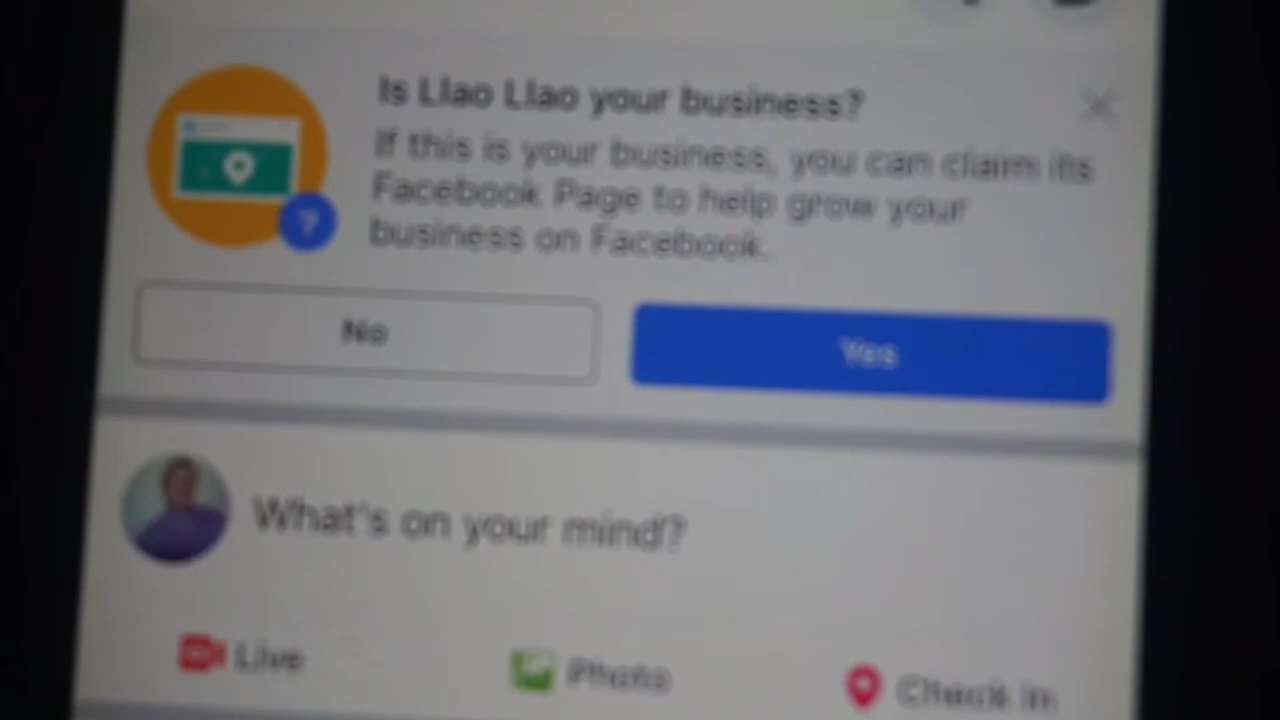 Is Llao Llao your business?
If this is your business, you can claim its
Facebook Page to help grow your
business on Facebook.
No
Yes
What's on your mind?
Live
Photo
Check in